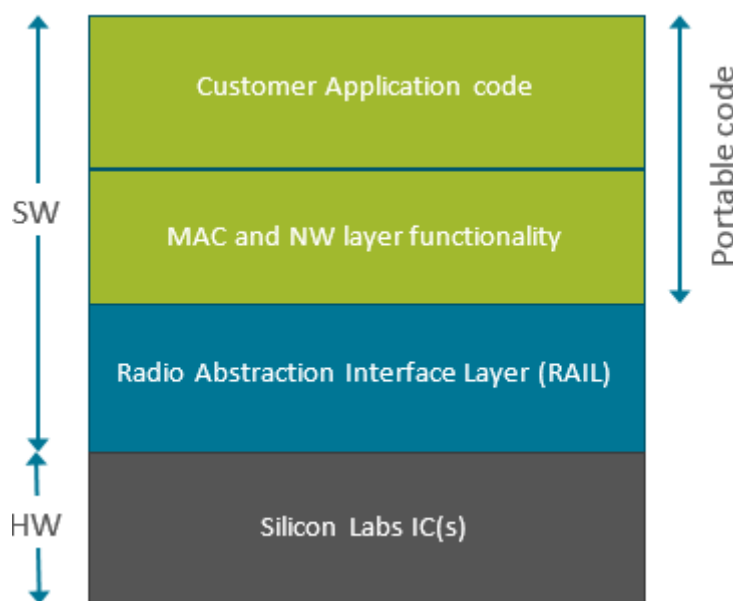 Customer Application code
MAC and NW layer functionality
Radio Abstraction Interface Layer (RAIL)
Silicon Labs IC(s)
SW
HW
Portable code